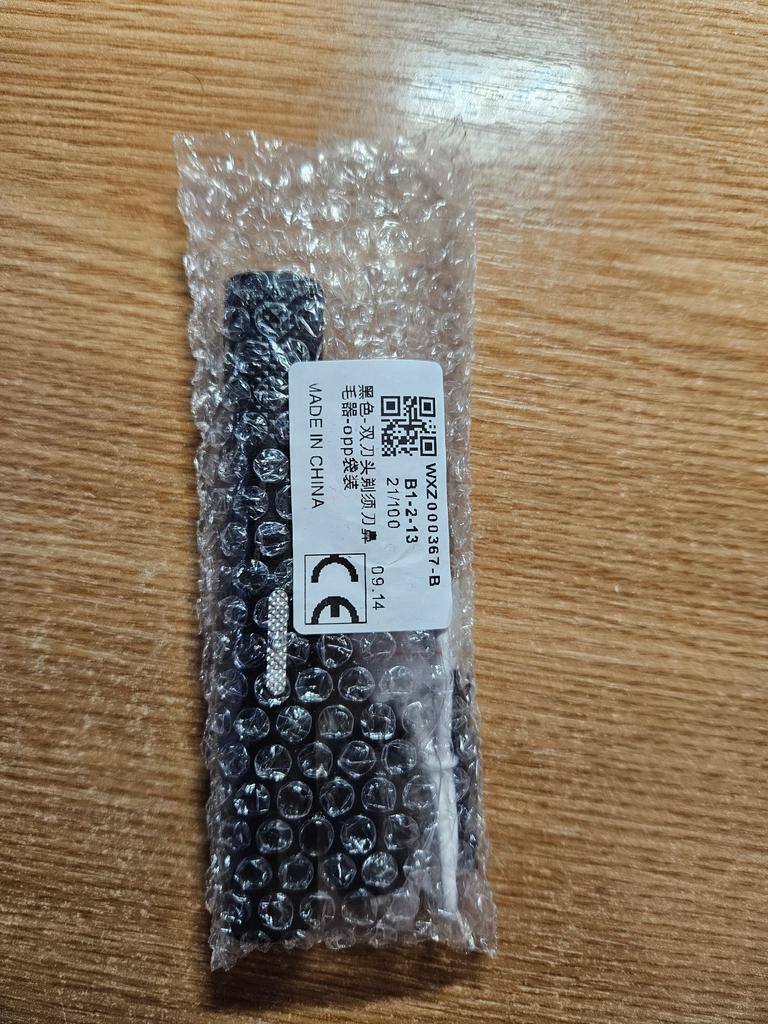 WXZ000367-B
B1-2-13
21/100
黑色-双刀头剃须刀鼻
毛器-opp袋装
09.14
MADE IN CHINA
CE